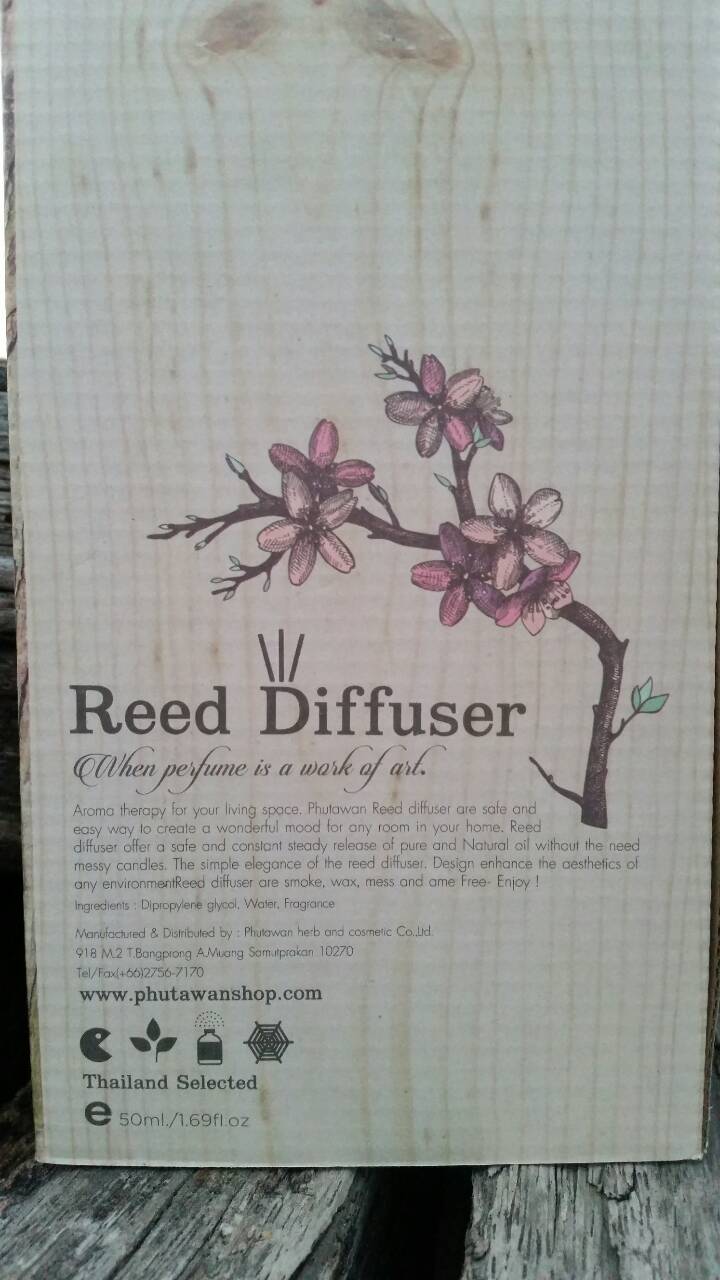 Reed Diffuser
When perfume is a work of art.
Aroma therapy for your living space. Phutawan Reed diffuser are safe and
easy way to create a wonderful mood for any room in your home. Reed
diffuser offer a safe and constant steady release of pure and Natural oil without the need
messy candles. The simple elegance of the reed diffuser. Design enhance the aesthetics of
any environmentReed diffuser are smoke, wax, mess and ame Free- Enjoy !
Ingredients : Dipropylene glycol, Water, Fragrance
Manufactured & Distributed by : Phutawan herb and cosmetic Co.,Ltd.
918 M.2 T.Bangprong A.Muang Samutprakan 10270
Tel/Fax(+66)2756-7170
www.phutawanshop.com
Thailand Selected
e 50ml./1.69fl.oz